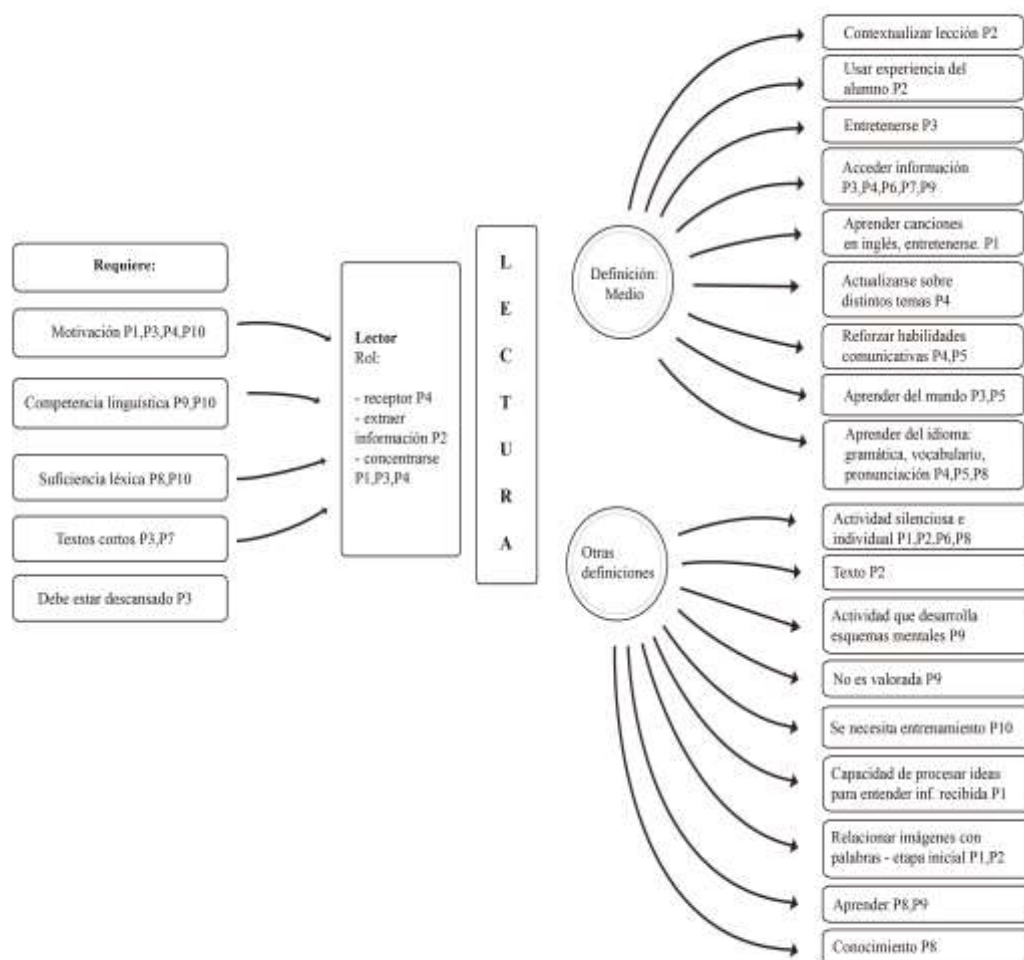 Requiere:
Motivación P1,P3,P4,P10
Competencia linguística P9,P10
Suficiencia léxica P8,P10
Textos cortos P3,P7
Debe estar descansado P3
Lector
Rol:
- receptor P4
- extraer
información P2
- concentrarse
P1,P3,P4
L
E
C
T
U
R
A
Definición:
Medio
Contextualizar lección P2
Usar experiencia del
alumno P2
Entretenerse P3
Acceder información
P3,P4,P6,P7,P9
Aprender canciones
en inglés, entretenerse. P1
Actualizarse sobre
distintos temas P4
Reforzar habilidades
comunicativas P4,P5
Aprender del mundo P3,P5
Aprender del idioma:
gramática, vocabulario,
pronunciación P4,P5,P8
Otras
definiciones
Actividad silenciosa e
individual P1,P2,P6,P8
Texto P2
Actividad que desarrolla
esquemas mentales P9
No es valorada P9
Se necesita entrenamiento P10
Capacidad de procesar ideas
para entender inf. recibida P1
Relacionar imágenes con
palabras - etapa inicial P1,P2
Aprender P8,P9
Conocimiento P8